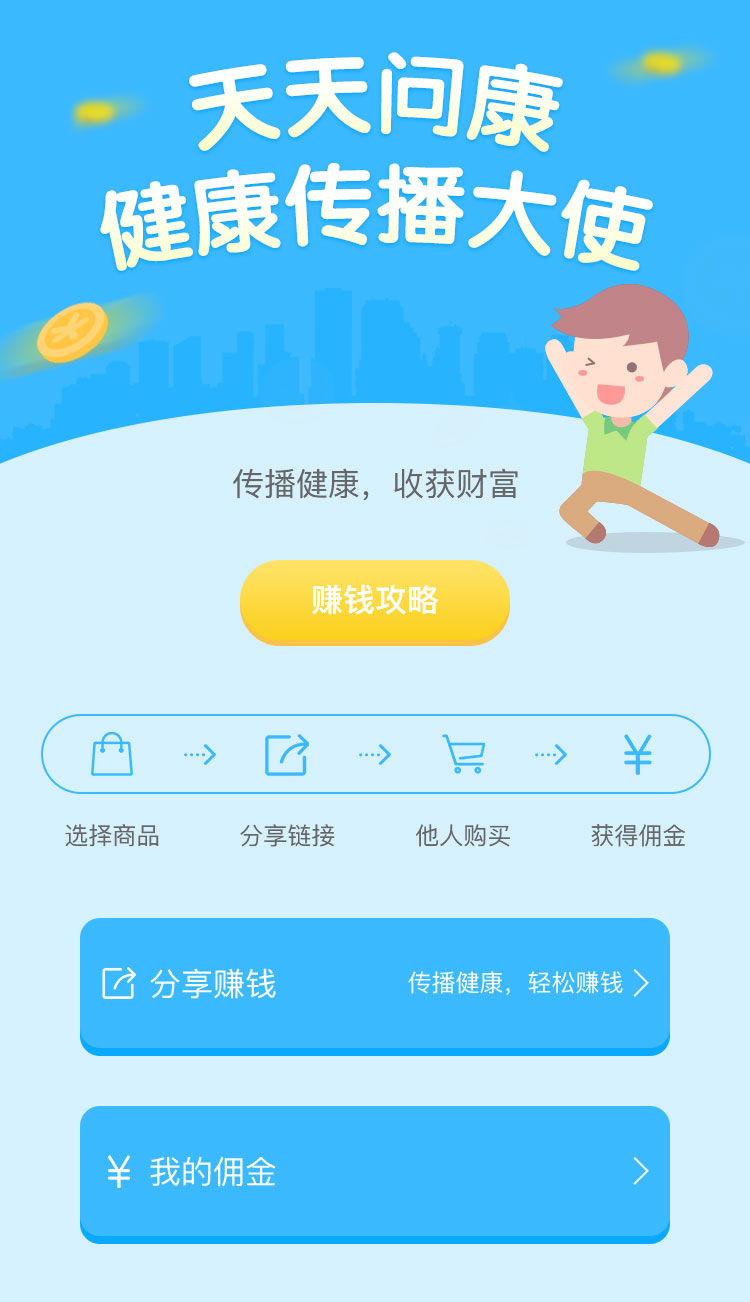 天天问康
健康传播大使
传播健康，收获财富
赚钱攻略
选择商品 分享链接 他人购买 获得佣金
分享赚钱 传播健康，轻松赚钱
我的佣金